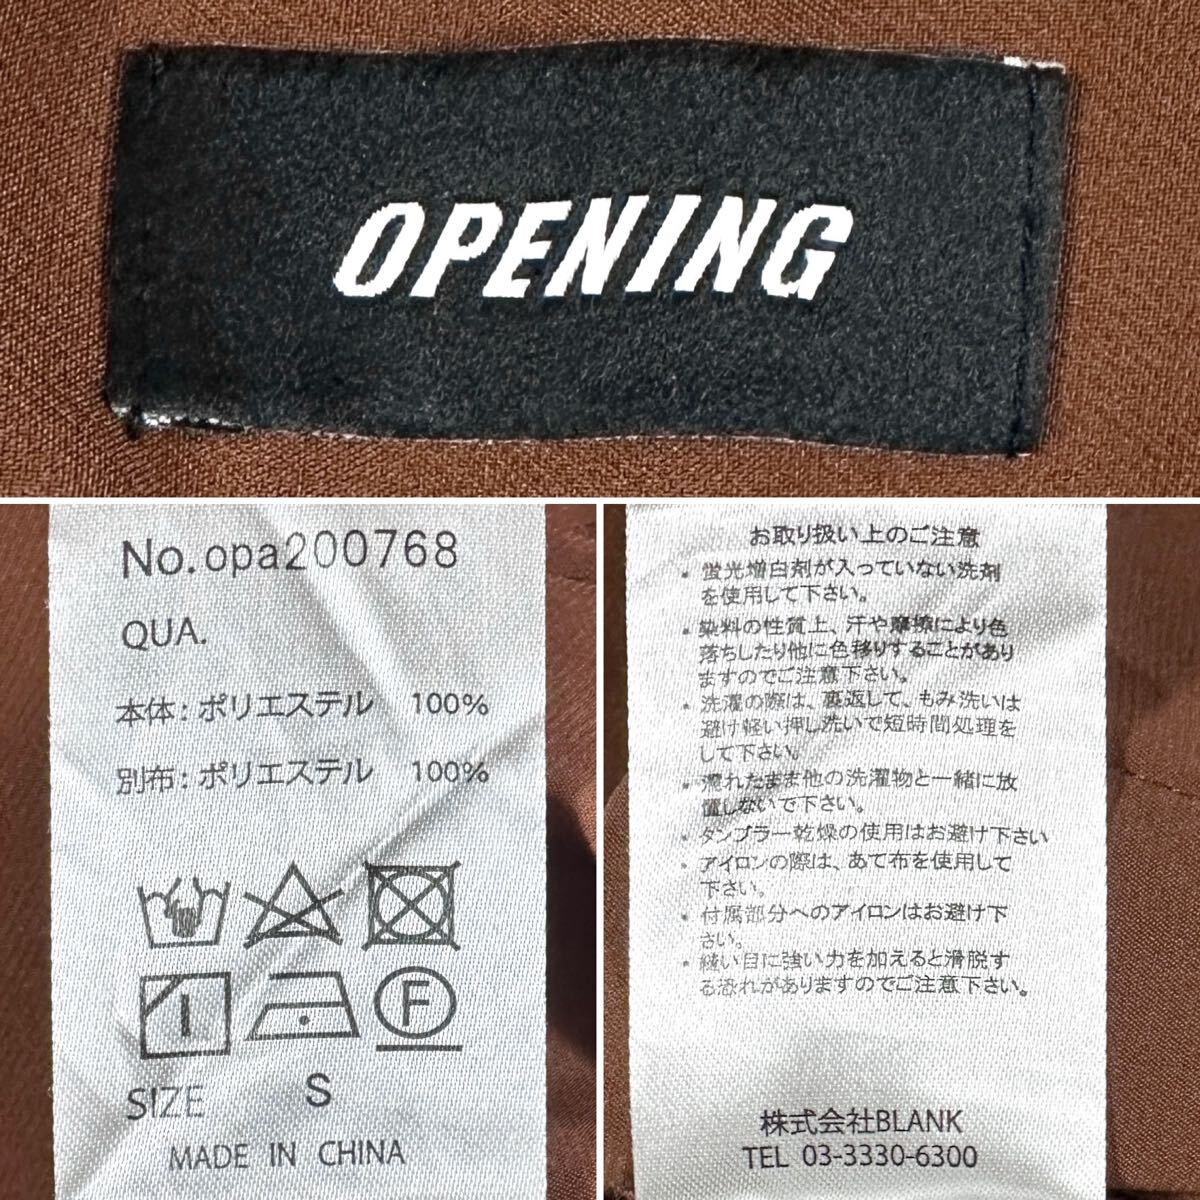 OPENING
No.opa200768
QUA.
本体：ポリエステル 100%
別布：ポリエステル 100%
F
SIZE S
MADE IN CHINA
お取り扱い上のご注意
・蛍光増白剤が入っていない洗剤
を使用して下さい。
・染料の性質上、汗や摩擦により色
落ちしたり他に色移りすることがあり
ますのでご注意下さい。
・洗濯の際は、裏返して、もみ洗いは
避け軽い押し洗いで短時間処理を
して下さい。
・濡れたまま他の洗濯物と一緒に放
置しないで下さい。
・タンブラー乾燥の使用はお避け下さい
・アイロンの際は、あて布を使用して
下さい。
・付属部分へのアイロンはお避け下
さい。
・縫い目に強い力を加えると滑脱す
る恐れがありますのでご注意下さい。
株式会社BLANK
TEL 03-3330-6300